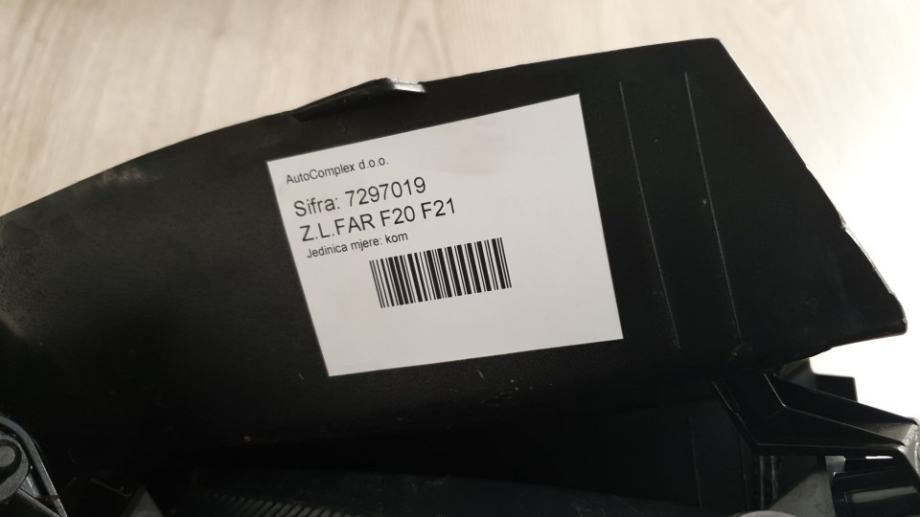 AutoComplex d.o.o.
Sifra: 7297019
Z.L.FAR F20 F21
Jedinica mjere: kom